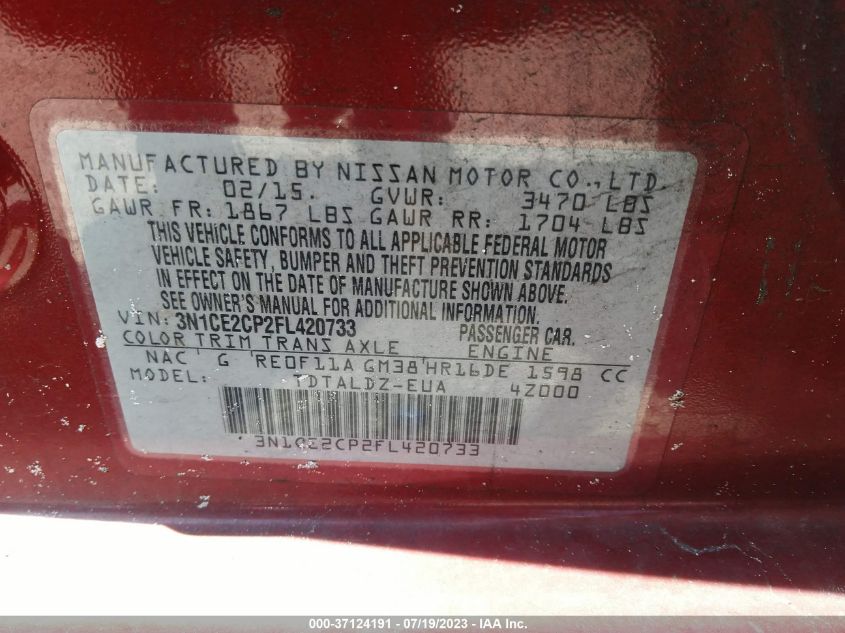 MANUFACTURED BY NISSAN MOTOR CO.,LTD.
DATE: 02/15. GVWR: 3470 LBS
GAWR FR: 1867 LBS GAWR RR: 1704 LBS
THIS VEHICLE CONFORMS TO ALL APPLICABLE FEDERAL MOTOR
VEHICLE SAFETY, BUMPER AND THEFT PREVENTION STANDARDS
IN EFFECT ON THE DATE OF MANUFACTURE SHOWN ABOVE.
SEE OWNER'S MANUAL FOR ADDITIONAL INFORMATION.
VIN: 3N1CE2CP2FL420733 PASSENGER CAR.
COLOR TRIM TRANS AXLE ENGINE
NAC G RE0F11A GM38 HR16DE 1598 CC
MODEL: TDTALDZ-EUA 4Z000
3N1CE2CP2FL420733
000-37124191 - 07/19/2023 - IAA Inc.